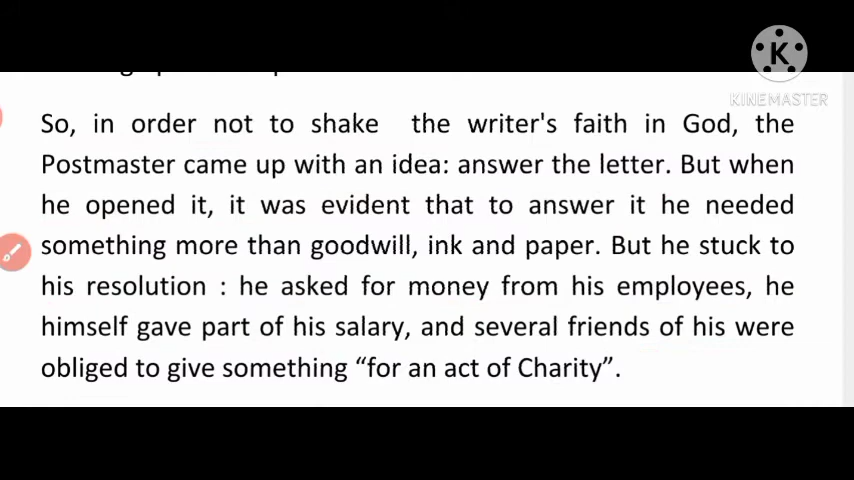 K
KINEMASTER
So, in order not to shake the writer's faith in God, the
Postmaster came up with an idea: answer the letter. But when
he opened it, it was evident that to answer it he needed
something more than goodwill, ink and paper. But he stuck to
his resolution : he asked for money from his employees, he
himself gave part of his salary, and several friends of his were
obliged to give something “for an act of Charity”.